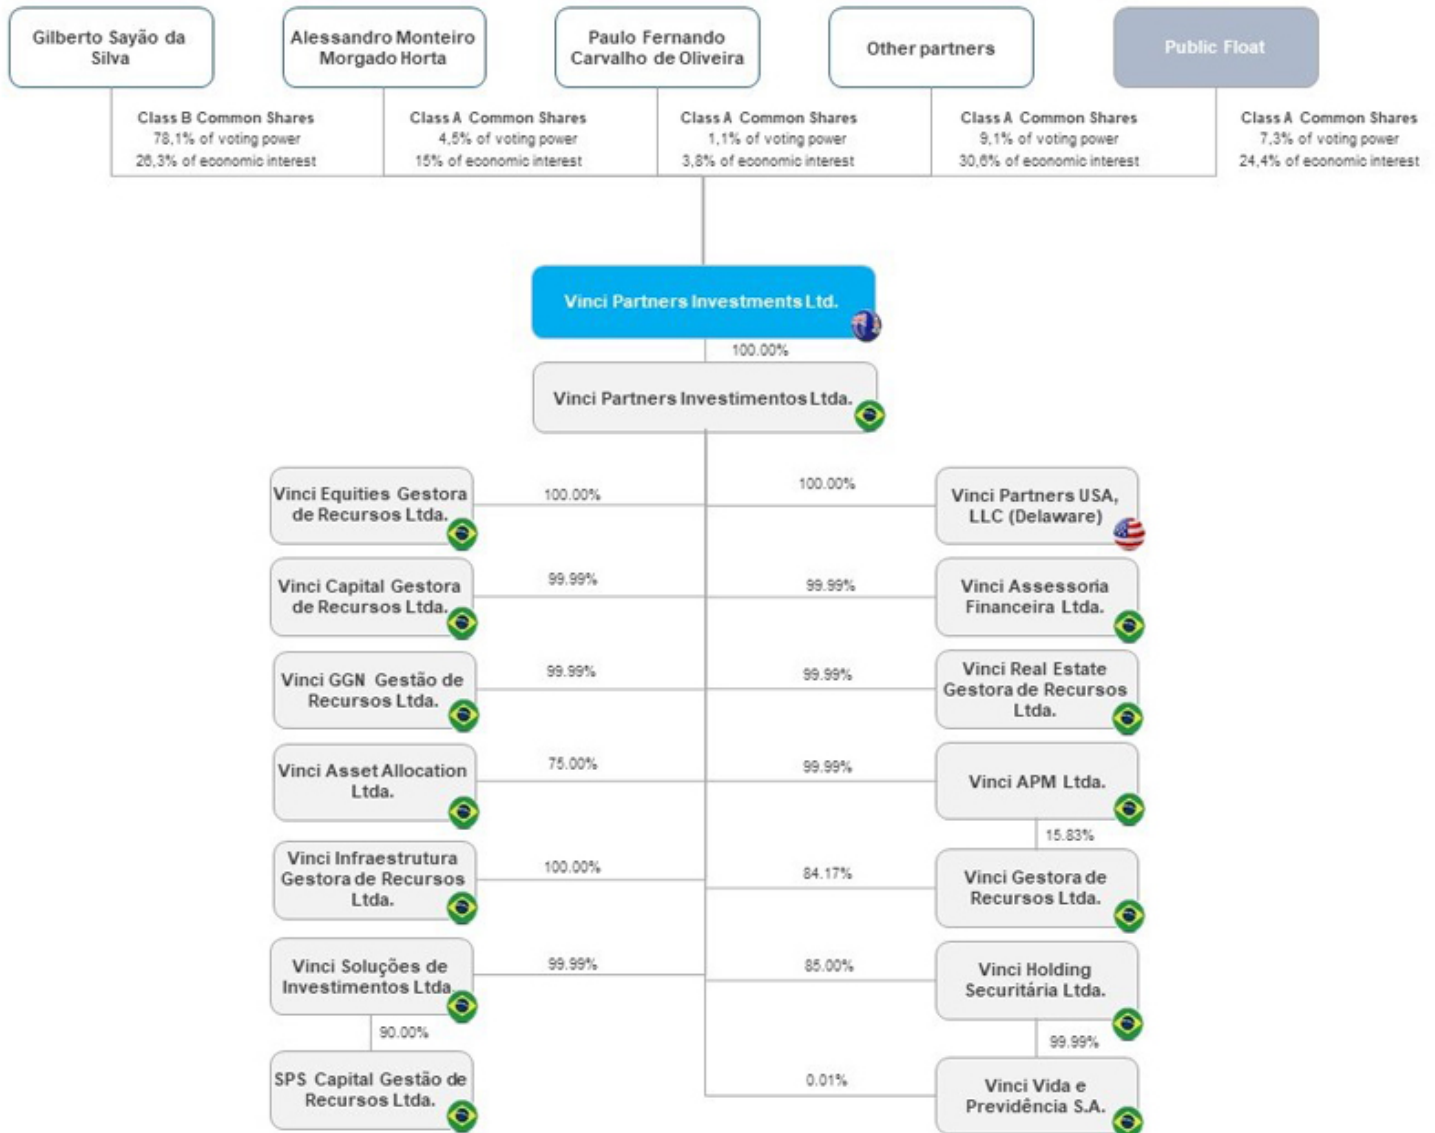 Gilberto Sayão da
Silva
Alessandro Monteiro
Morgado Horta
Paulo Fernando
Carvalho de Oliveira
Other partners
Public Float
Class B Common Shares
78,1% of voting power
26,3% of economic interest
Class A Common Shares
4,5% of voting power
15% of economic interest
Class A Common Shares
1,1% of voting power
3,8% of economic interest
Class A Common Shares
9,1% of voting power
30,6% of economic interest
Class A Common Shares
7,3% of voting power
24,4% of economic interest
Vinci Partners Investments Ltd.
100.00%
Vinci Partners Investimentos Ltda.
Vinci Equities Gestora
de Recursos Ltda.
100.00%
100.00%
Vinci Partners USA,
LLC (Delaware)
Vinci Capital Gestora
de Recursos Ltda.
99.99%
99.99%
Vinci Assessoria
Financeira Ltda.
Vinci GGN Gestão de
Recursos Ltda.
99.99%
99.99%
Vinci Real Estate
Gestora de Recursos
Ltda.
Vinci Asset Allocation
Ltda.
75.00%
99.99%
Vinci APM Ltda.
15.83%
Vinci Infraestrutura
Gestora de Recursos
Ltda.
100.00%
84.17%
Vinci Gestora de
Recursos Ltda.
Vinci Soluções de
Investimentos Ltda.
99.99%
85.00%
Vinci Holding
Securitária Ltda.
90.00%
99.99%
SPS Capital Gestão de
Recursos Ltda.
0.01%
Vinci Vida e
Previdência S.A.